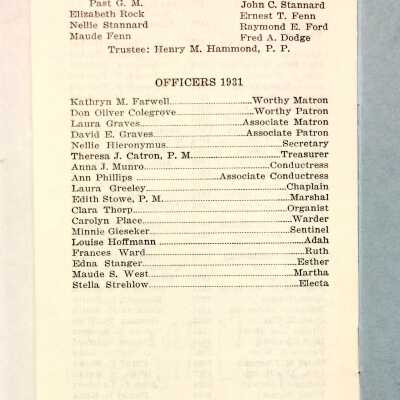 Past G. M.
John C. Stannard
Elizabeth Rock
Ernest T. Fenn
Nellie Stannard
Raymond E. Ford
Maude Fenn
Fred A. Dodge
Trustee: Henry M. Hammond, P. P.
OFFICERS 1931
Kathryn M. Farwell Worthy Matron
Don Oliver Colegrove Worthy Patron
Laura Graves Associate Matron
David E. Graves Associate Patron
Nellie Hieronymus Secretary
Theresa J. Catron, P. M. Treasurer
Anna J. Munro Conductress
Ann Phillips Associate Conductress
Laura Greeley Chaplain
Edith Stowe, P. M. Marshal
Clara Thorp Organist
Carolyn Place Warder
Minnie Gieseker Sentinel
Louise Hoffmann Adah
Frances Ward Ruth
Edna Stanger Esther
Maude S. West Martha
Stella Strehlow Electa